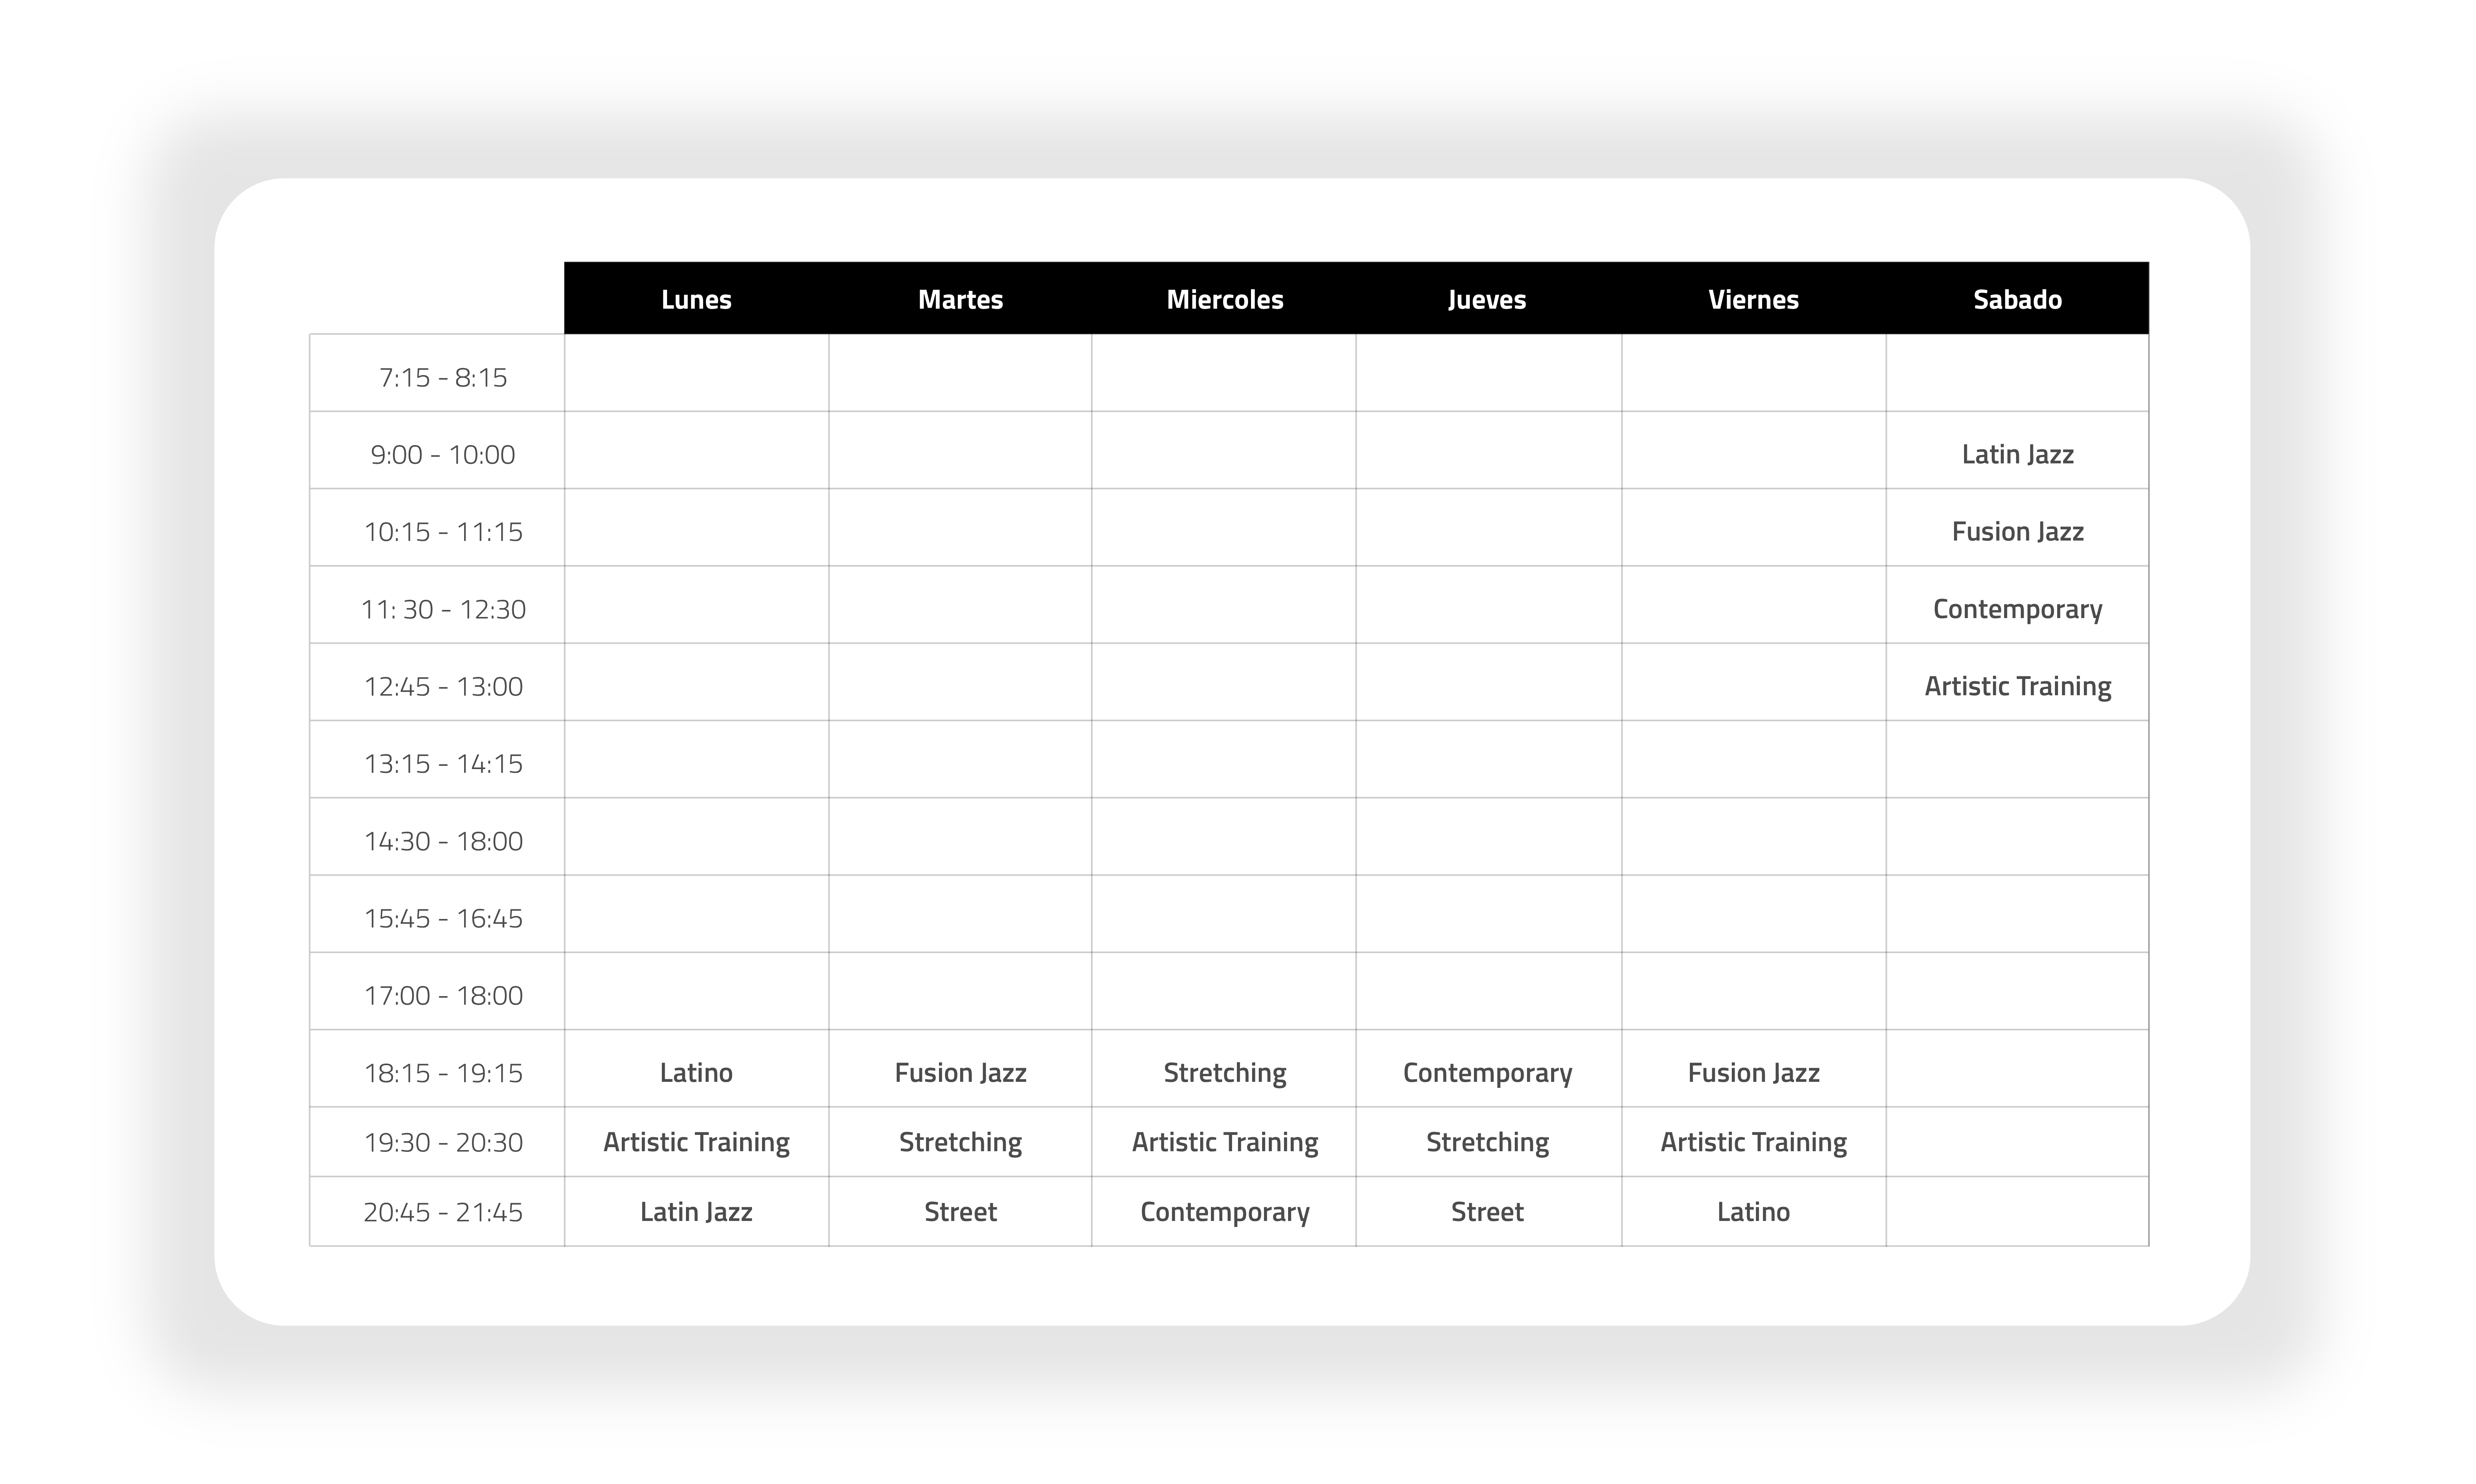 Lunes Martes Miercoles Jueves Viernes Sabado
7:15 - 8:15
9:00 - 10:00 Latin Jazz
10:15 - 11:15 Fusion Jazz
11: 30 - 12:30 Contemporary
12:45 - 13:00 Artistic Training
13:15 - 14:15
14:30 - 18:00
15:45 - 16:45
17:00 - 18:00
18:15 - 19:15 Latino Fusion Jazz Stretching Contemporary Fusion Jazz
19:30 - 20:30 Artistic Training Stretching Artistic Training Stretching Artistic Training
20:45 - 21:45 Latin Jazz Street Contemporary Street Latino